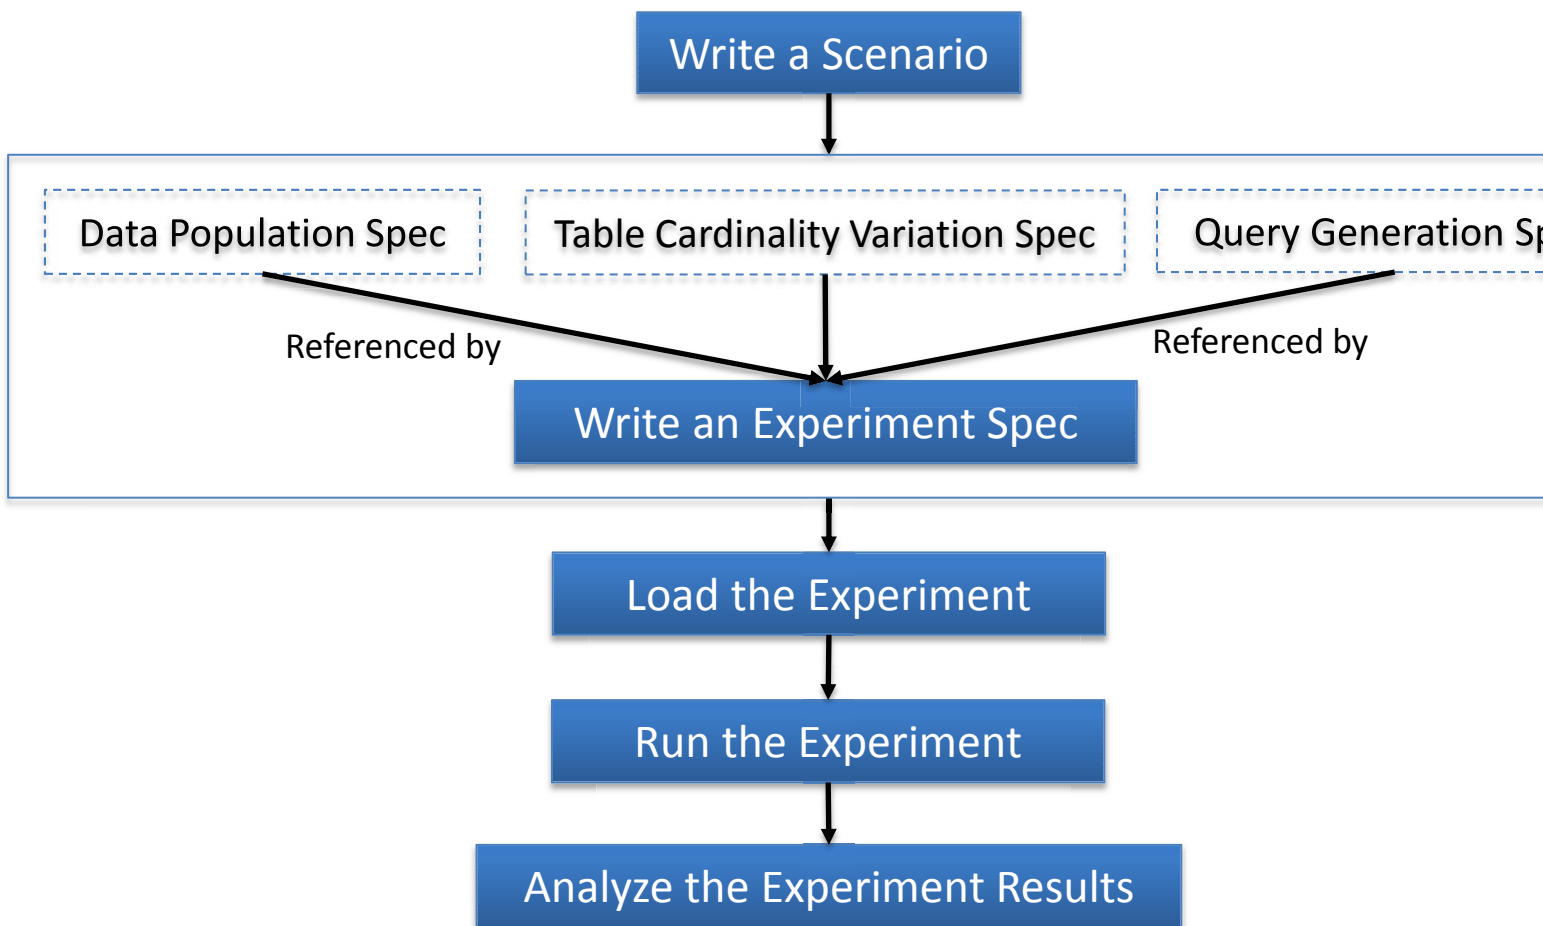 Write a Scenario
Data Population Spec
Table Cardinality Variation Spec
Query Generation
Referenced by
Referenced by
Write an Experiment Spec
Load the Experiment
Run the Experiment
Analyze the Experiment Results